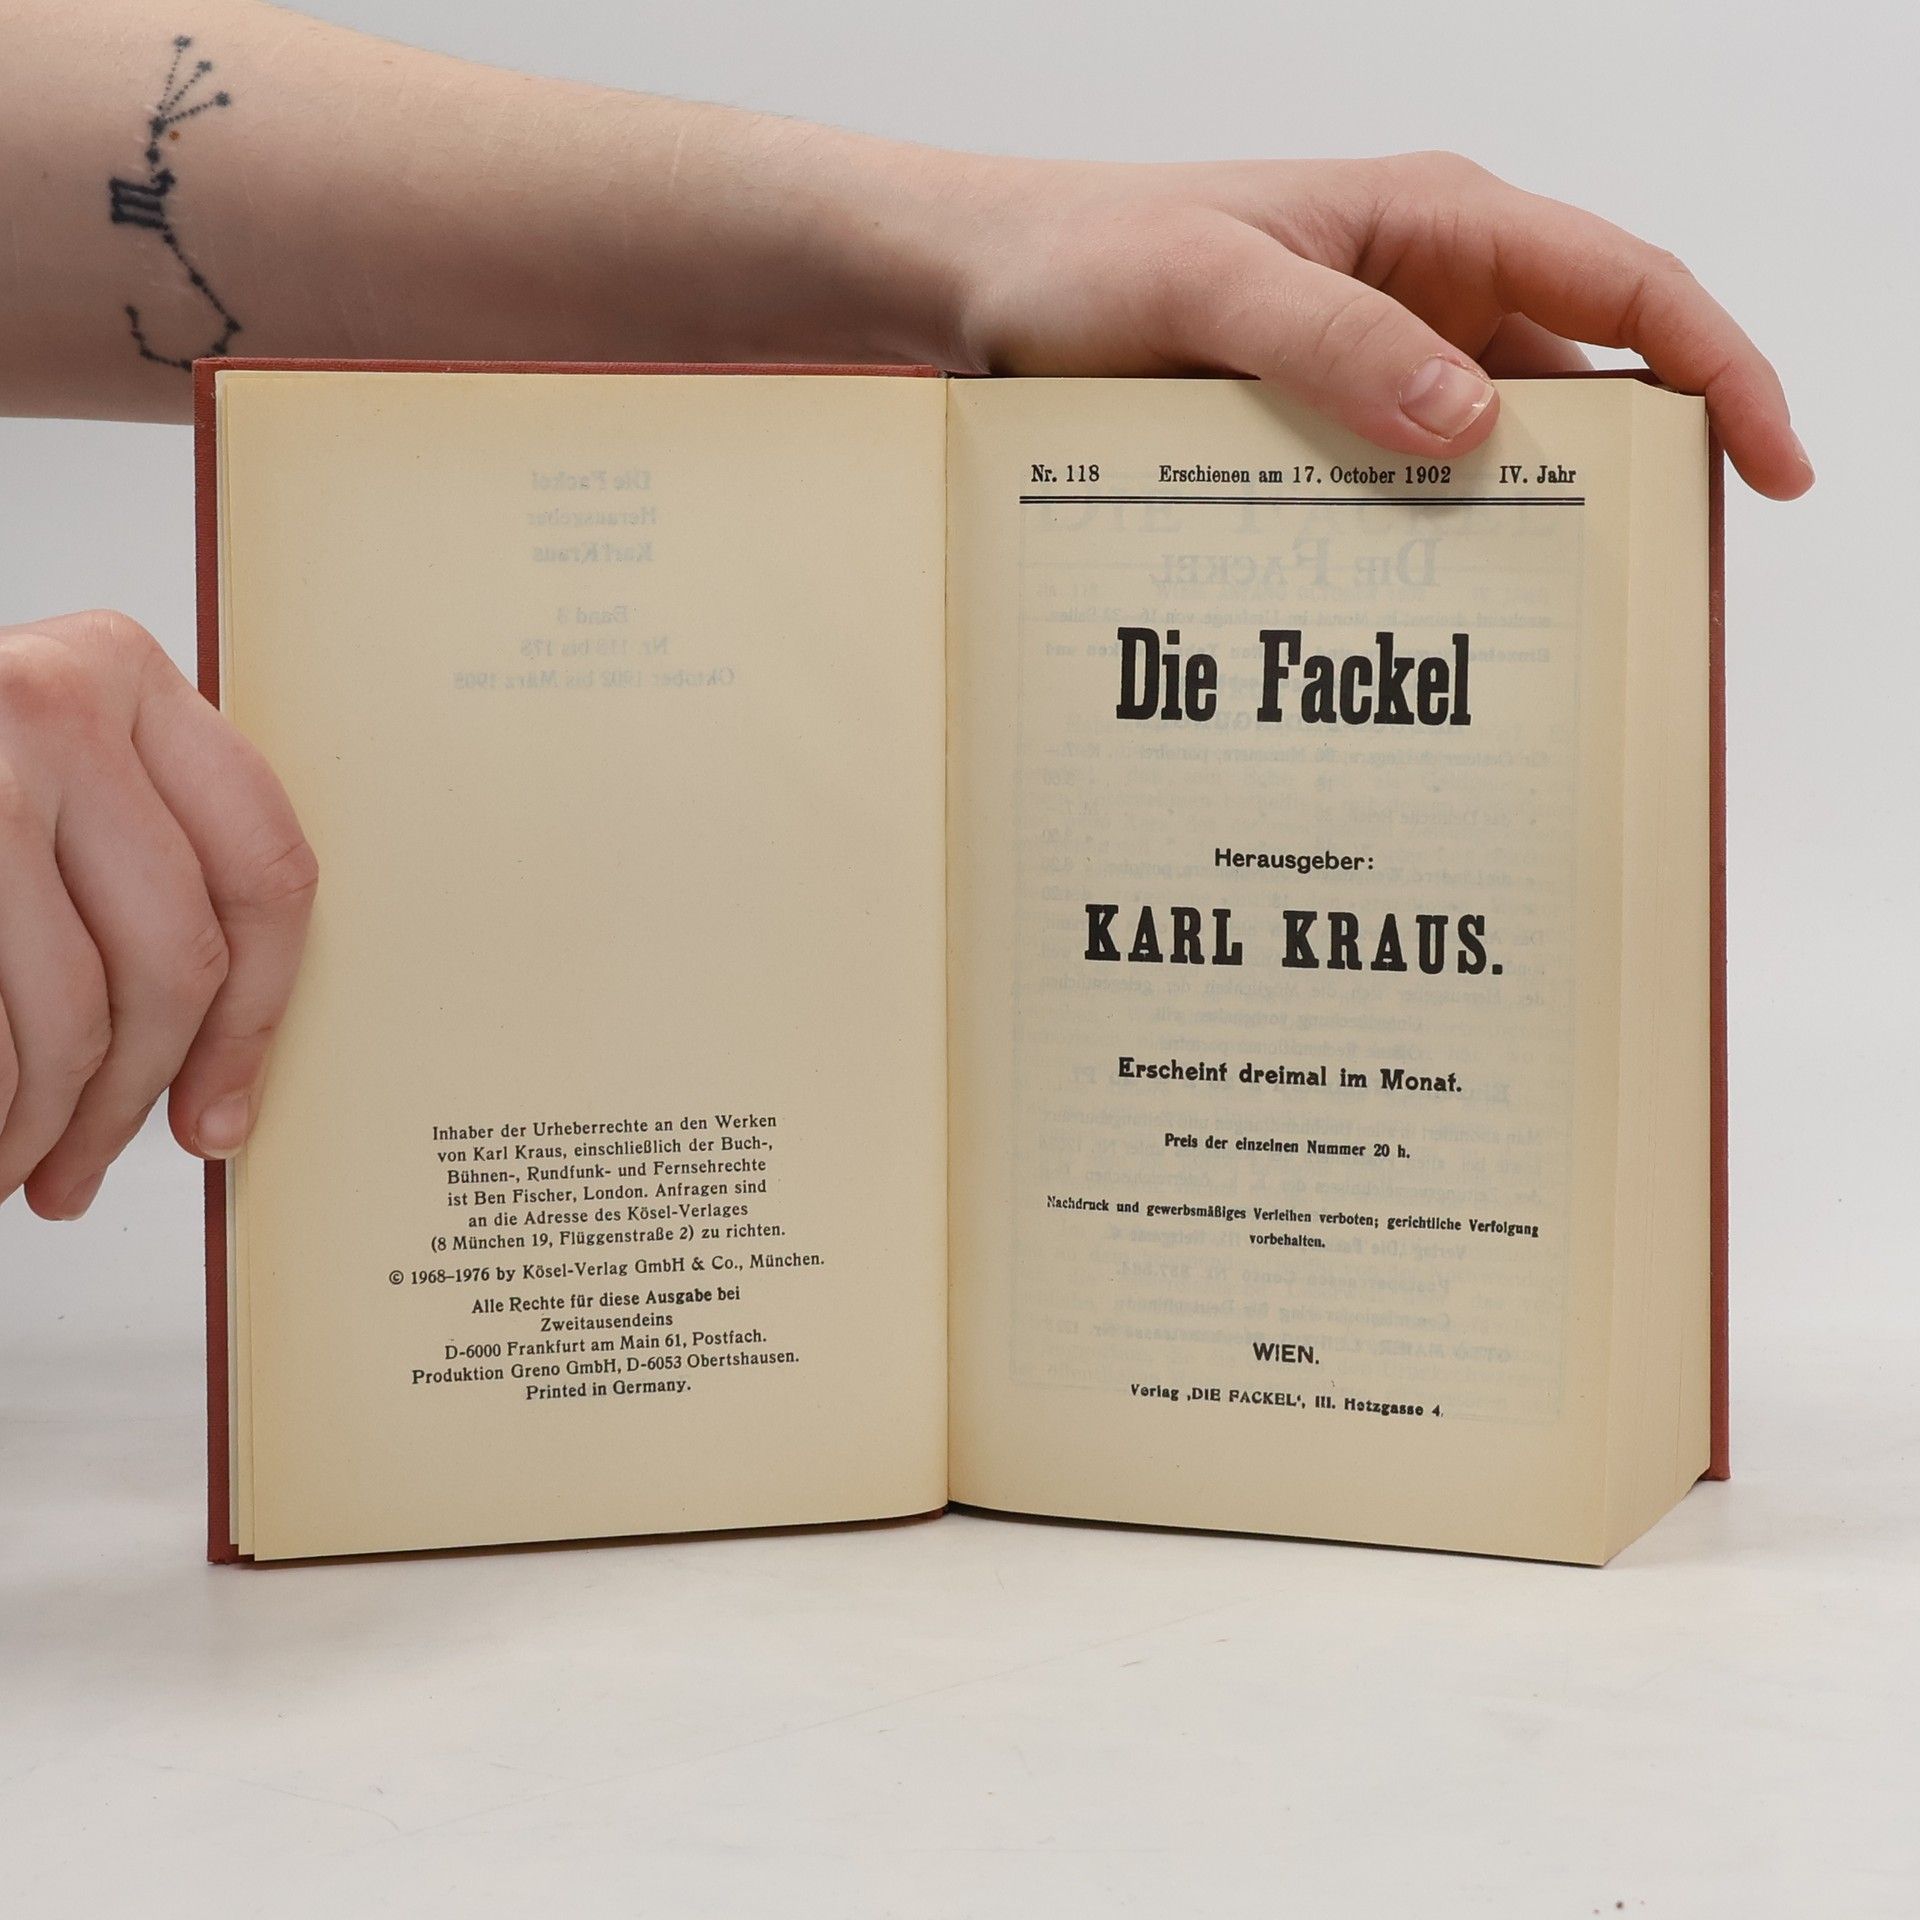 Inhaber der Urheberrechte an den Werken
von Karl Kraus, einschließlich der Buch-,
Bühnen-, Rundfunk- und Fernsehrechte
ist Ben Fischer, London. Anfragen sind
an die Adresse des Kösel-Verlages
(8 München 19, Flüggenstraße 2) zu richten.
© 1968–1976 by Kösel-Verlag GmbH & Co., München.
Alle Rechte für diese Ausgabe bei
Zweitausendeins
D-6000 Frankfurt am Main 61, Postfach.
Produktion Greno GmbH, D-6053 Obertshausen.
Printed in Germany.
Nr. 118 Erschienen am 17. October 1902 IV. Jahr
Die Fackel
Herausgeber:
KARL KRAUS.
Erscheint dreimal im Monat.
Preis der einzelnen Nummer 20 h.
Nachdruck und gewerbsmäßiges Verleihen verboten; gerichtliche Verfolgung
vorbehalten.
WIEN.
Verlag ‚DIE FACKEL‘, III. Hetzgasse 4.